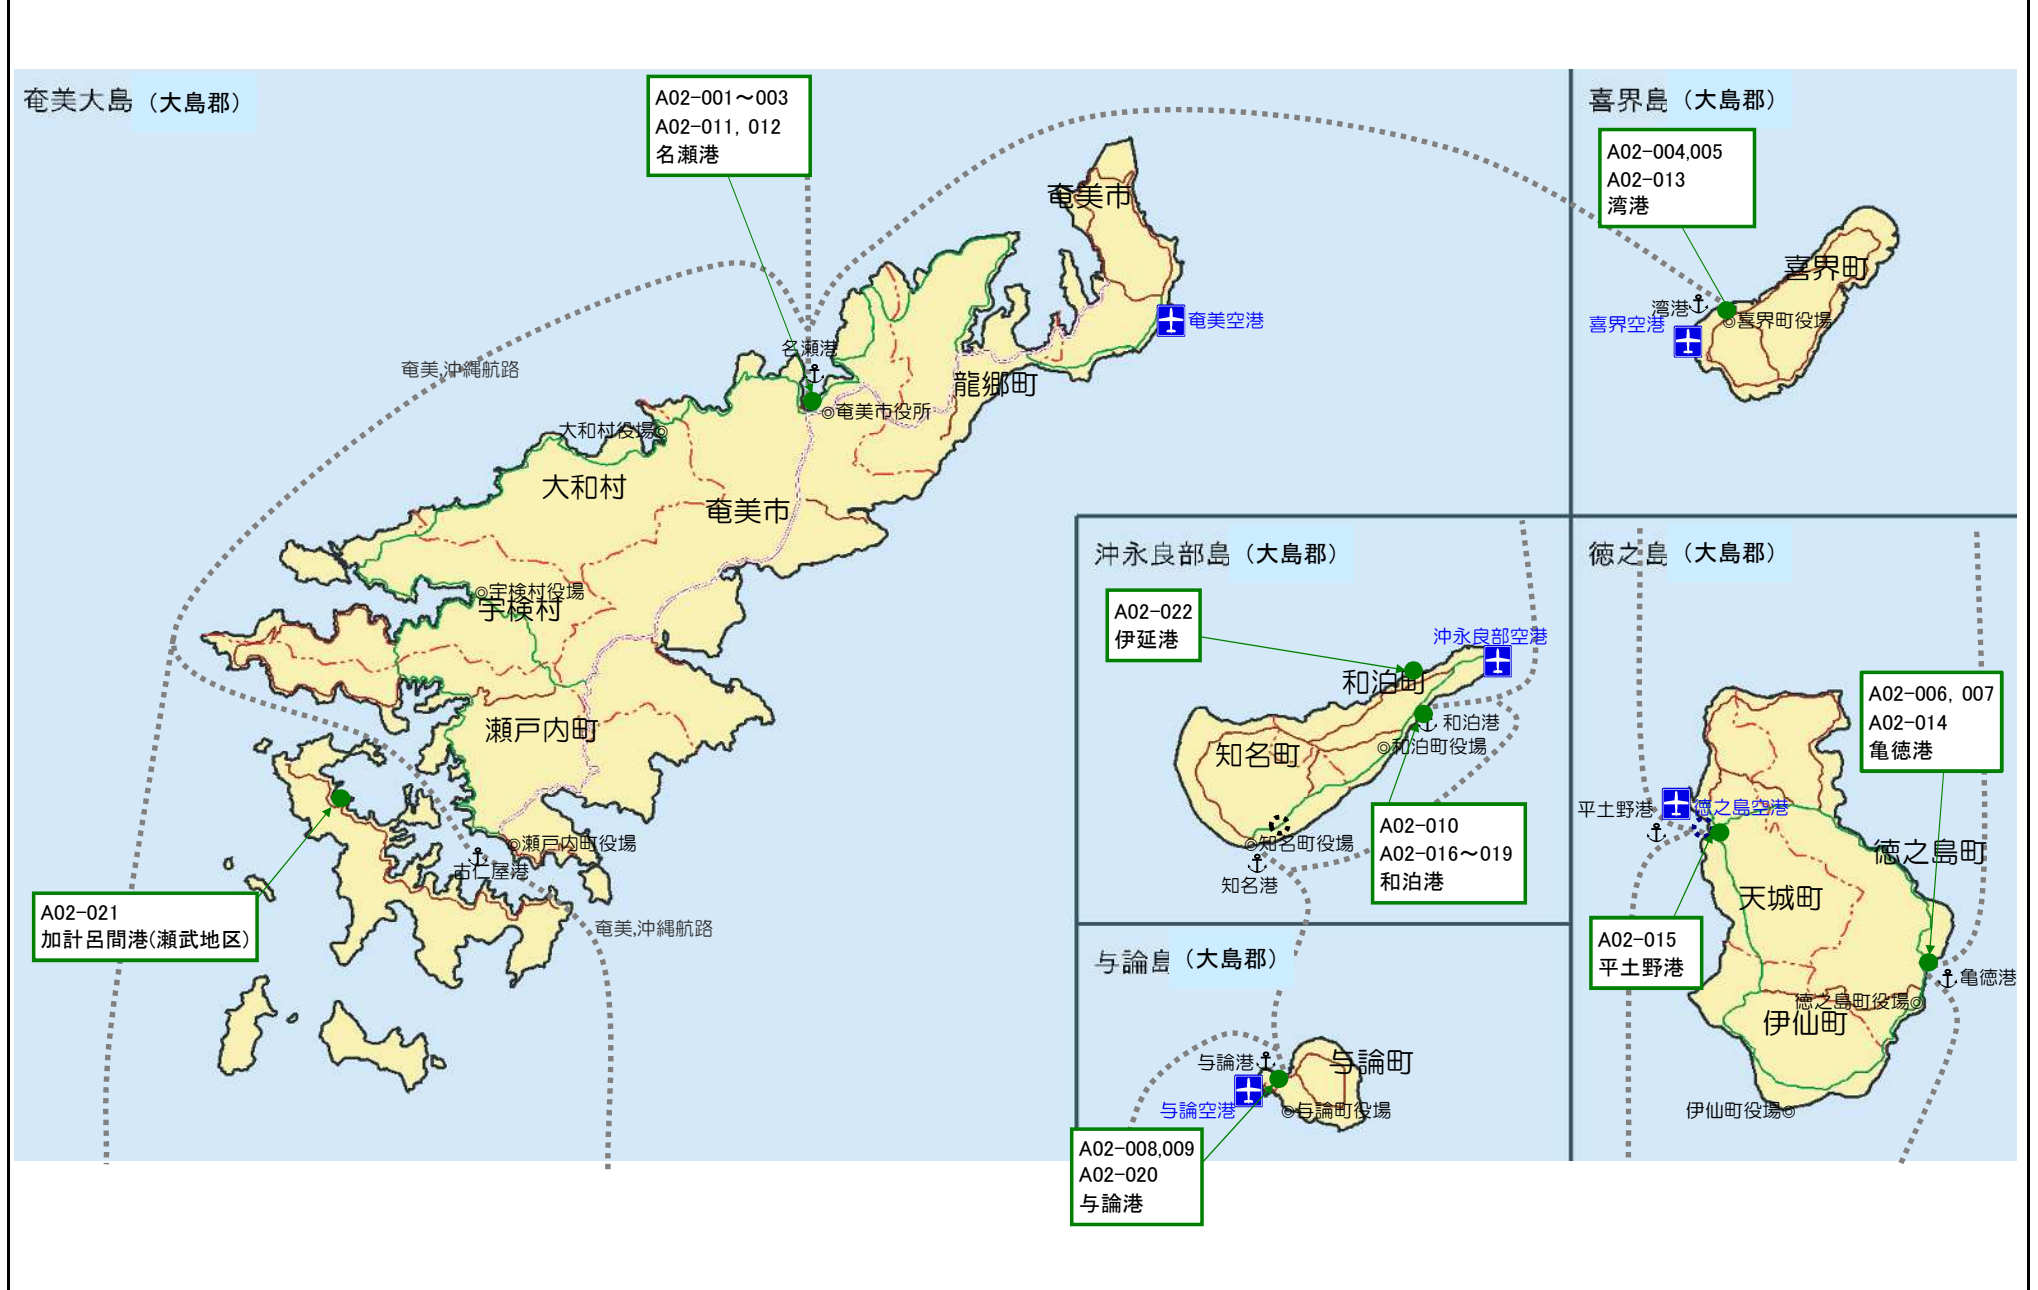 奄美大島（大島郡）
A02-001～003
A02-011, 012
名瀬港
奄美市
奄美空港
名瀬港
奄美,沖縄航路
龍郷町
◎奄美市役所
大和村役場◎
大和村
奄美市
◎宇検村役場
宇検村
瀬戸内町
◎瀬戸内町役場
古仁屋港
A02-021
加計呂間港(瀬武地区)
奄美,沖縄航路
喜界島（大島郡）
A02-004,005
A02-013
湾港
喜界町
湾港
喜界空港
◎喜界町役場
沖永良部島（大島郡）
A02-022
伊延港
沖永良部空港
和泊町
和泊港
◎和泊町役場
知名町
◎知名町役場
知名港
A02-010
A02-016～019
和泊港
与論島（大島郡）
与論港
与論町
与論空港
◎与論町役場
A02-008,009
A02-020
与論港
徳之島（大島郡）
A02-006, 007
A02-014
亀徳港
平土野港
徳之島空港
徳之島町
天城町
A02-015
平土野港
亀徳港
徳之島町役場◎
伊仙町
伊仙町役場◎